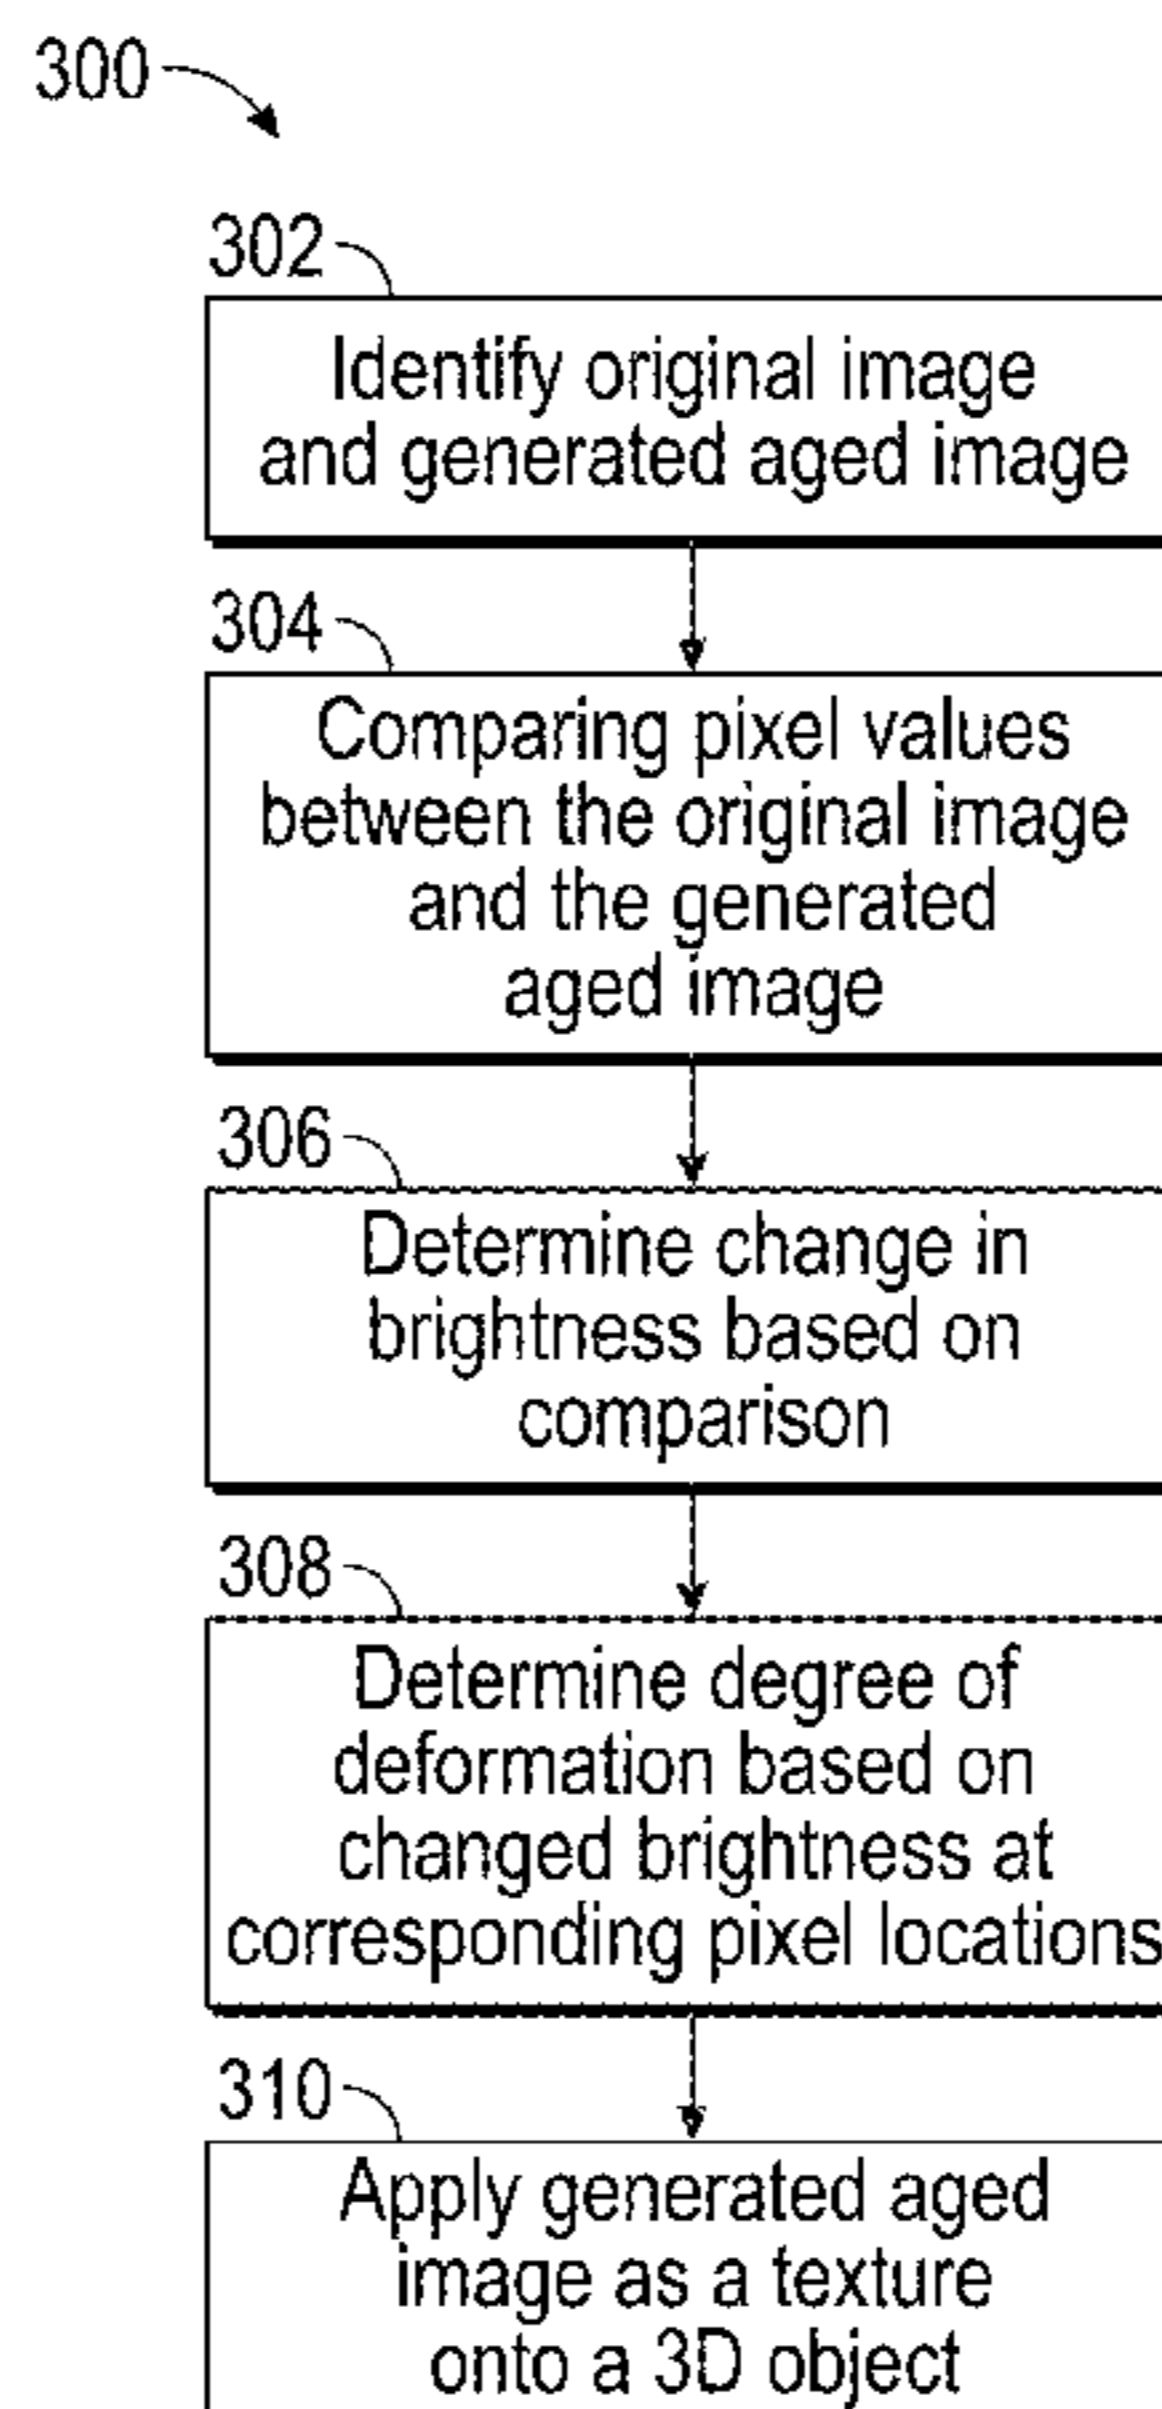 300
302
Identify original image
and generated aged image
304
Comparing pixel values
between the original image
and the generated
aged image
306
Determine change in
brightness based on
comparison
308
Determine degree of
deformation based on
changed brightness at
corresponding pixel locations
310
Apply generated aged
image as a texture
onto a 3D object